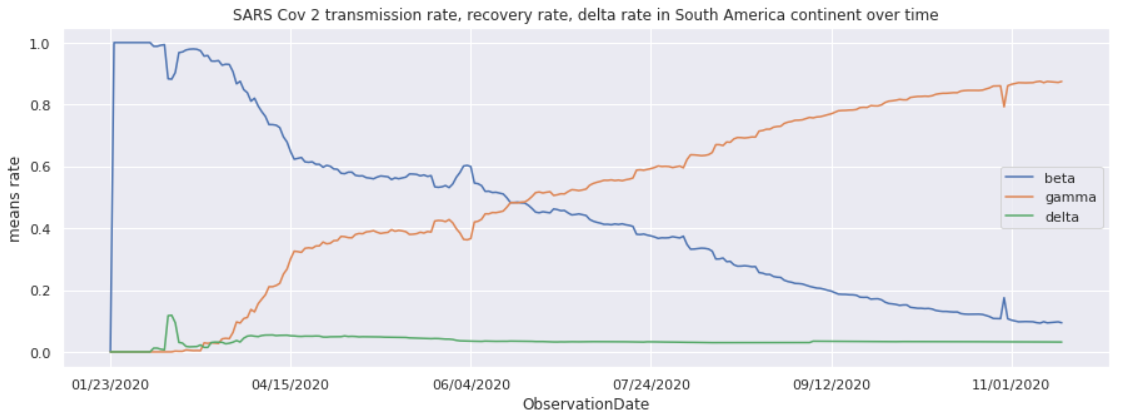 SARS Cov 2 transmission rate, recovery rate, delta rate in South America continent over time
means rate
1.0
0.8
0.6
0.4
0.2
0.0
beta
gamma
delta
01/23/2020 04/15/2020 06/04/2020 07/24/2020 09/12/2020 11/01/2020
ObservationDate